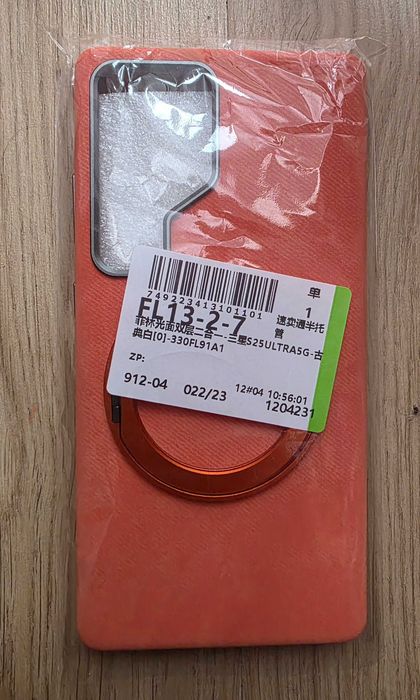 单
1
速卖通半托
管
749223413101101
FL13-2-7
菲林光面双层二合一-三星S25ULTRA5G-古
典白[0]-330FL91A1
ZP:
912-04 022/23 12#04 10:56:01
1204231